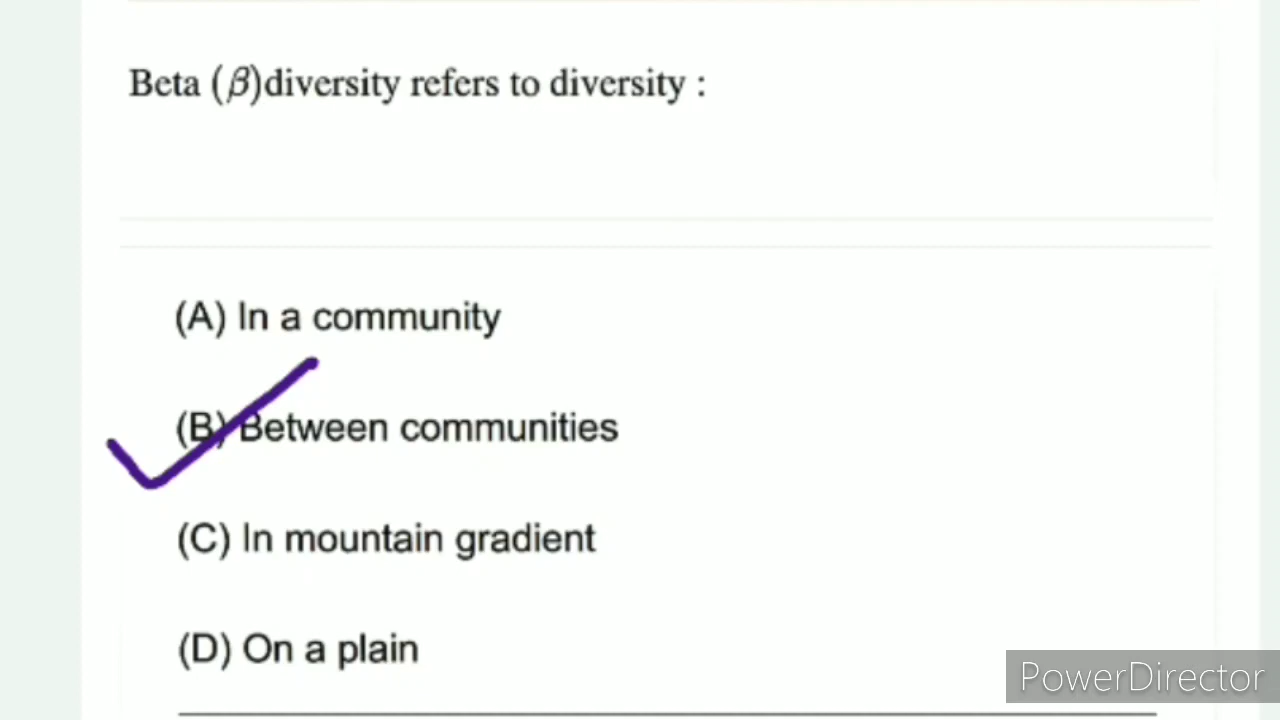 Beta (β)diversity refers to diversity :
(A) In a community
(B) Between communities
(C) In mountain gradient
(D) On a plain
PowerDirector